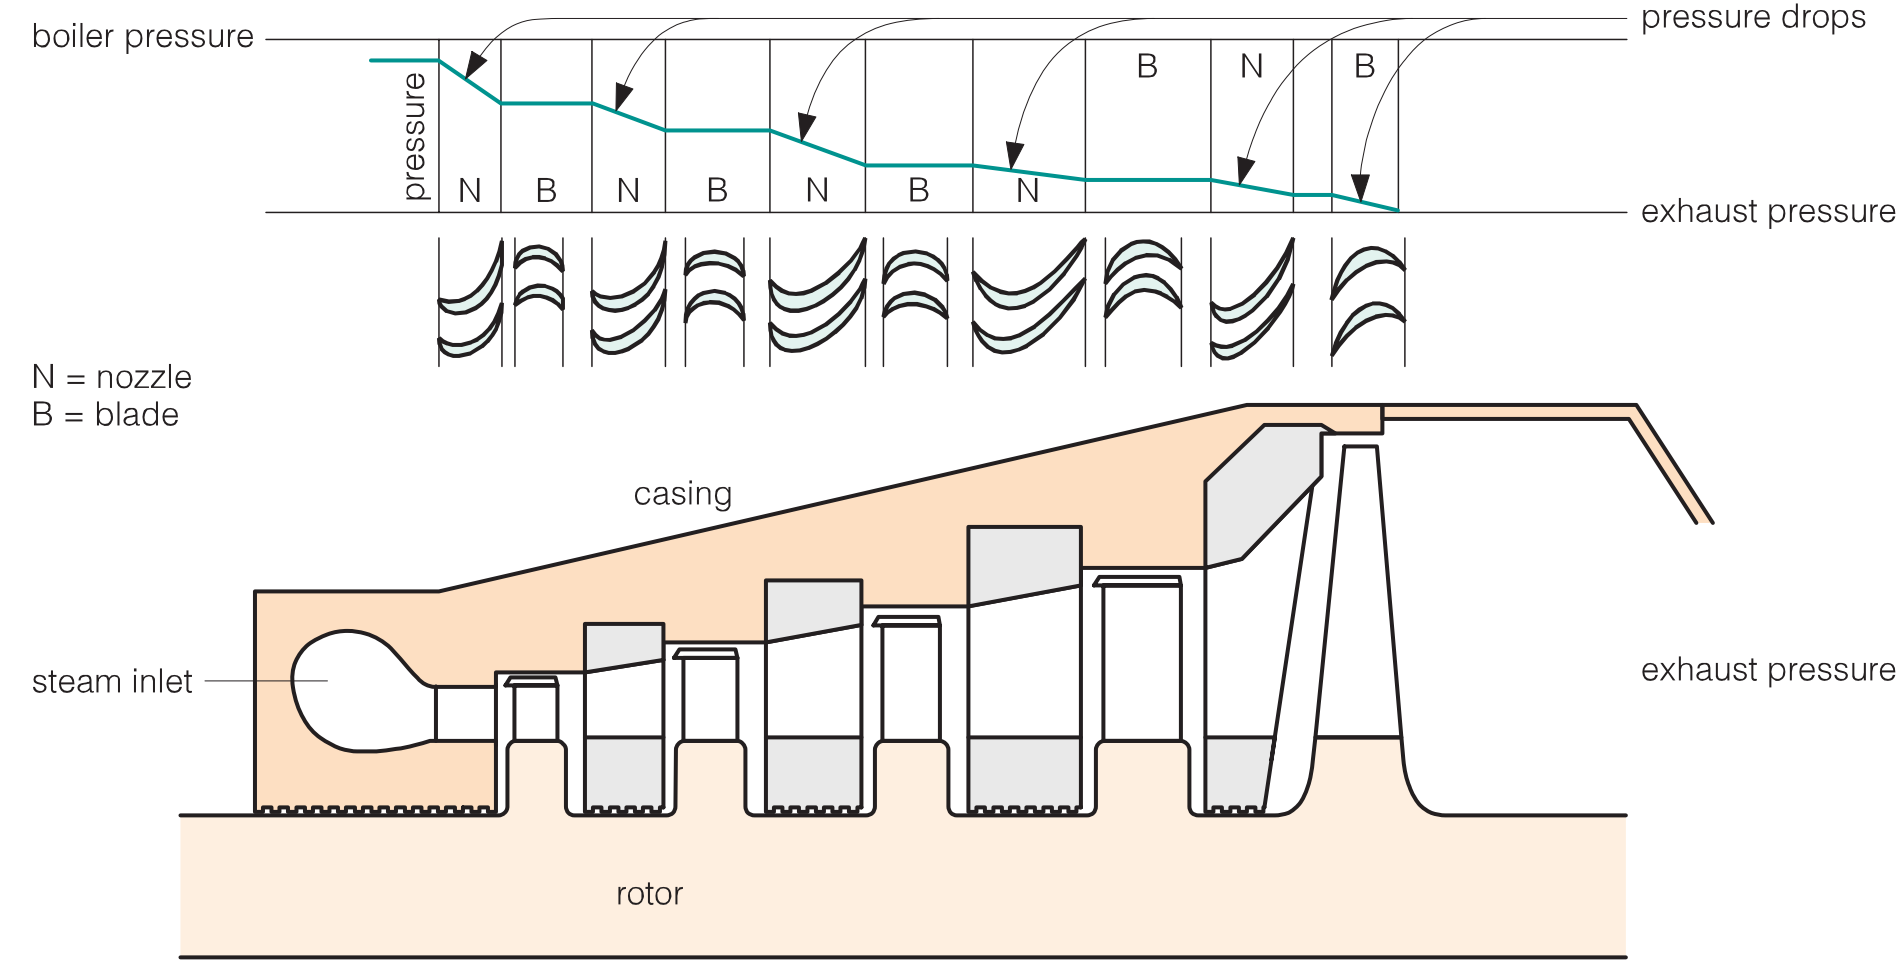 boiler pressure
pressure drops
pressure
B
N
B
N
B
N
B
N
B
N
exhaust pressure
N = nozzle
B = blade
casing
steam inlet
exhaust pressure
rotor